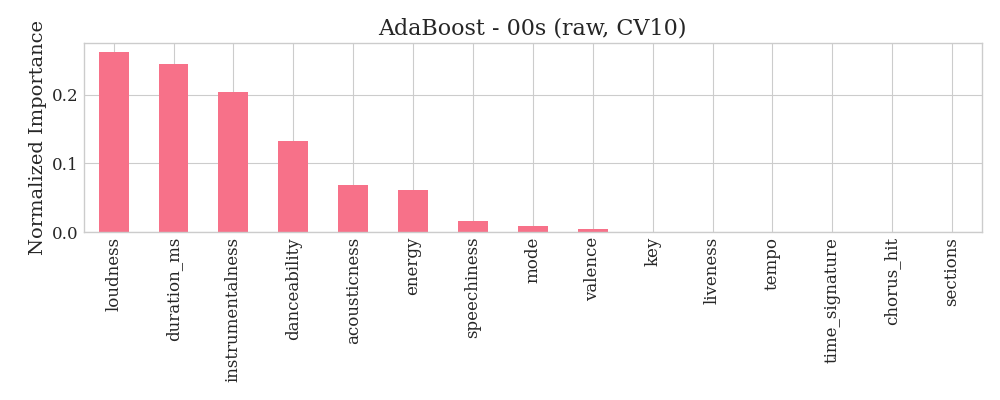 AdaBoost - 00s (raw, CV10)
Normalized Importance
0.2
0.1
0.0
loudness
duration_ms
instrumentalness
danceability
acousticness
energy
speechiness
mode
valence
key
liveness
tempo
time_signature
chorus_hit
sections